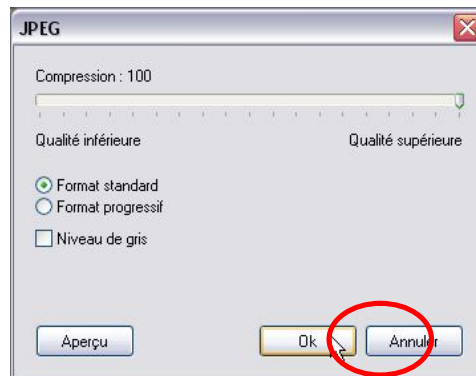 JPEG
Compression : 100
Qualité inférieure Qualité supérieure
Format standard
Format progressif
Niveau de gris
Aperçu Ok Annuler